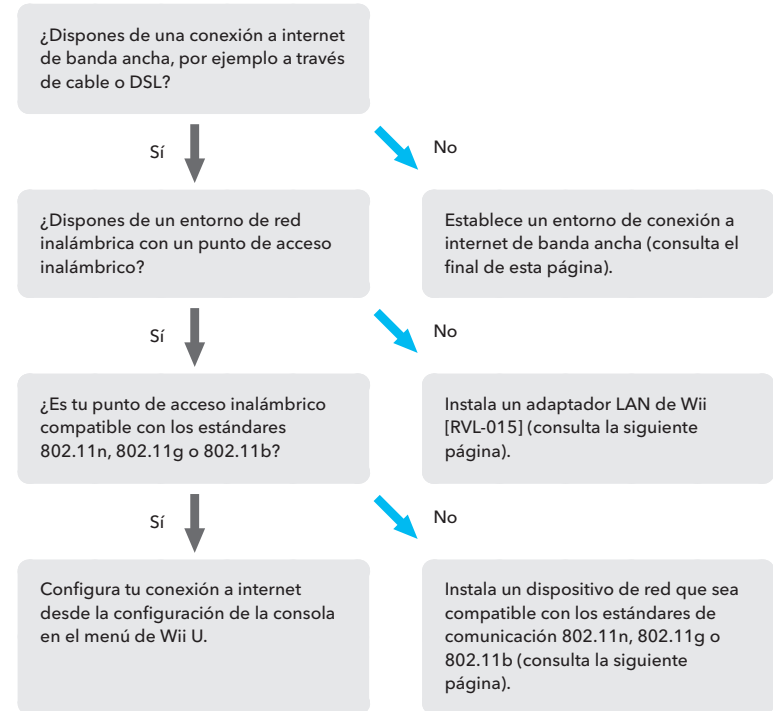 ¿Dispones de una conexión a internet
de banda ancha, por ejemplo a través
de cable o DSL?
Sí
No
¿Dispones de un entorno de red
inalámbrica con un punto de acceso
inalámbrico?
Establece un entorno de conexión a
internet de banda ancha (consulta el
final de esta página).
Sí
No
¿Es tu punto de acceso inalámbrico
compatible con los estándares
802.11n, 802.11g o 802.11b?
Instala un adaptador LAN de Wii
[RVL-015] (consulta la siguiente
página).
Sí
No
Configura tu conexión a internet
desde la configuración de la consola
en el menú de Wii U.
Instala un dispositivo de red que sea
compatible con los estándares de
comunicación 802.11n, 802.11g o
802.11b (consulta la siguiente
página).